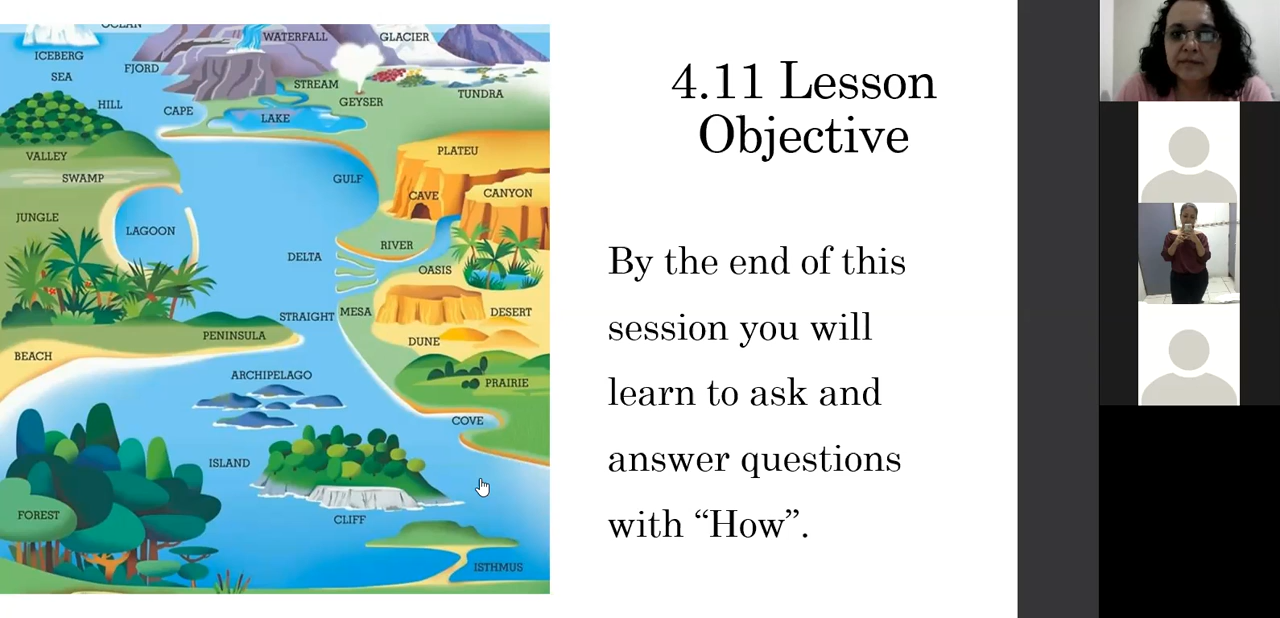 OCEAN
WATERFALL
GLACIER
ICEBERG
FJORD
SEA
STREAM
TUNDRA
GEYSER
HILL
CAPE
LAKE
VALLEY
PLATEU
SWAMP
GULF
CAVE
CANYON
JUNGLE
LAGOON
RIVER
DELTA
OASIS
STRAIGHT
MESA
DESERT
PENINSULA
DUNE
BEACH
ARCHIPELAGO
PRAIRIE
COVE
ISLAND
FOREST
CLIFF
ISTHMUS
4.11 Lesson
Objective
By the end of this
session you will
learn to ask and
answer questions
with “How”.